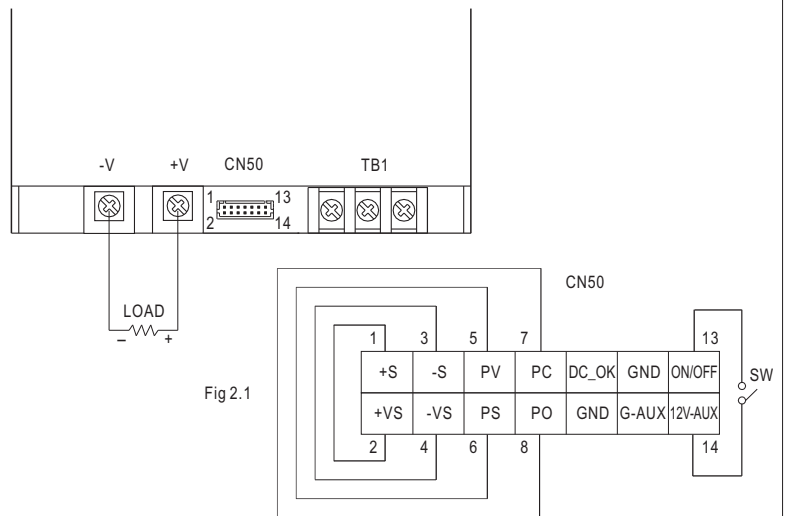 -V +V CN50 TB1
1 13
2 14
LOAD
– +
CN50
1 3 5 7 13
+S -S PV PC DC_OK GND ON/OFF
SW
Fig 2.1
+VS -VS PS PO GND G-AUX 12V-AUX
2 4 6 8 14